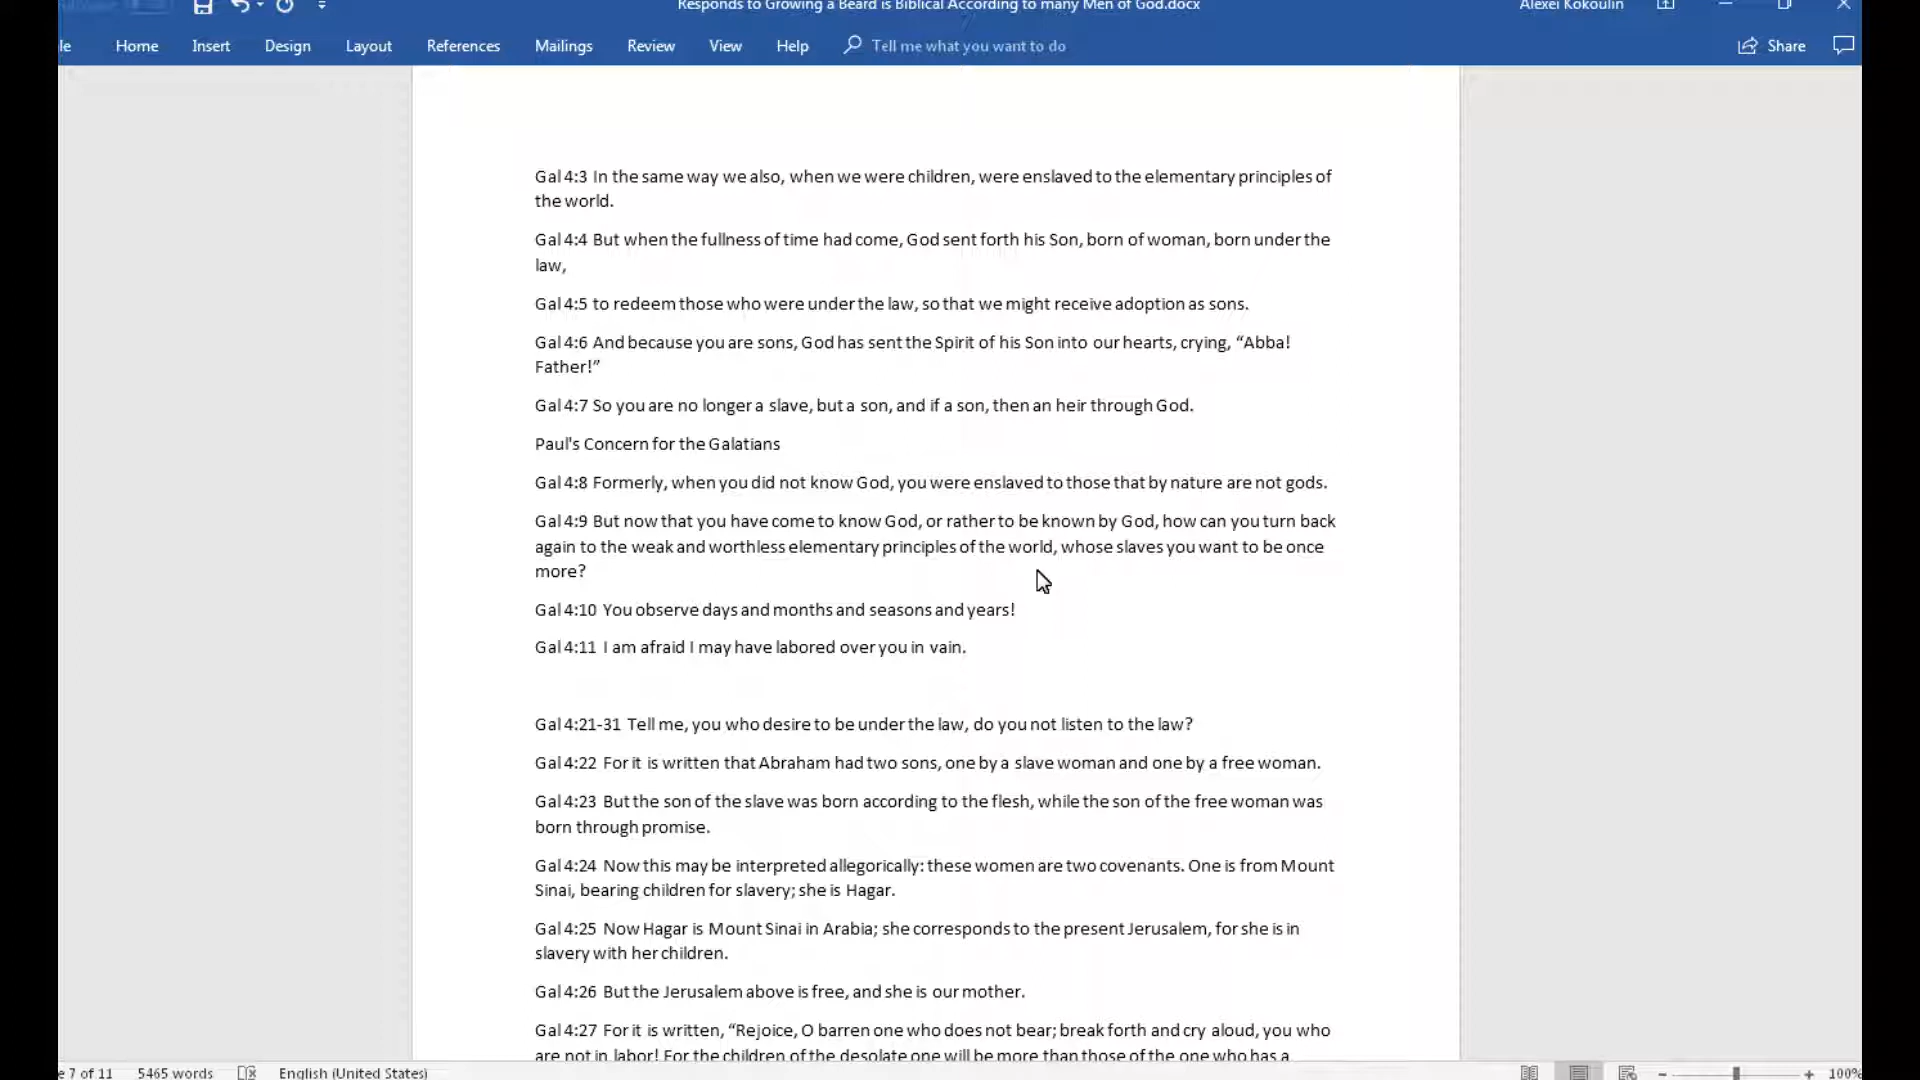 Responds to Growing a Beard is Biblical According to many Men of God.docx
Alexei Kokoulin
le Home Insert Design Layout References Mailings Review View Help Tell me what you want to do Share
Gal 4:3 In the same way we also, when we were children, were enslaved to the elementary principles of
the world.
Gal 4:4 But when the fullness of time had come, God sent forth his Son, born of woman, born under the
law,
Gal 4:5 to redeem those who were under the law, so that we might receive adoption as sons.
Gal 4:6 And because you are sons, God has sent the Spirit of his Son into our hearts, crying, “Abba!
Father!”
Gal 4:7 So you are no longer a slave, but a son, and if a son, then an heir through God.
Paul's Concern for the Galatians
Gal 4:8 Formerly, when you did not know God, you were enslaved to those that by nature are not gods.
Gal 4:9 But now that you have come to know God, or rather to be known by God, how can you turn back
again to the weak and worthless elementary principles of the world, whose slaves you want to be once
more?
Gal 4:10 You observe days and months and seasons and years!
Gal 4:11 I am afraid I may have labored over you in vain.
Gal 4:21-31 Tell me, you who desire to be under the law, do you not listen to the law?
Gal 4:22 For it is written that Abraham had two sons, one by a slave woman and one by a free woman.
Gal 4:23 But the son of the slave was born according to the flesh, while the son of the free woman was
born through promise.
Gal 4:24 Now this may be interpreted allegorically: these women are two covenants. One is from Mount
Sinai, bearing children for slavery; she is Hagar.
Gal 4:25 Now Hagar is Mount Sinai in Arabia; she corresponds to the present Jerusalem, for she is in
slavery with her children.
Gal 4:26 But the Jerusalem above is free, and she is our mother.
Gal 4:27 For it is written, “Rejoice, O barren one who does not bear; break forth and cry aloud, you who
are not in labor! For the children of the desolate one will be more than those of the one who has a
e 7 of 11 5465 words English (United States) 100%